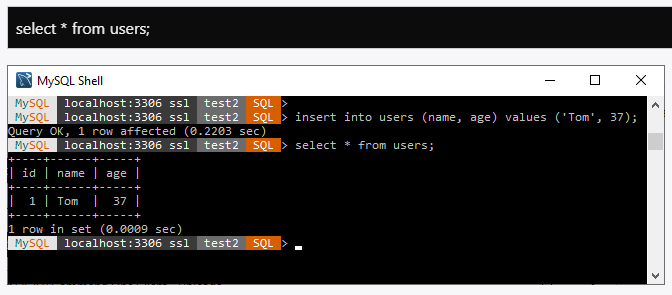 select * from users;
MySQL Shell
MySQL localhost:3306 ssl test2 SQL >
MySQL localhost:3306 ssl test2 SQL > insert into users (name, age) values ('Tom', 37);
Query OK, 1 row affected (0.2203 sec)
MySQL localhost:3306 ssl test2 SQL > select * from users;
+----+------+-----+
| id | name | age |
+----+------+-----+
|  1 | Tom  |  37 |
+----+------+-----+
1 row in set (0.0009 sec)
MySQL localhost:3306 ssl test2 SQL >